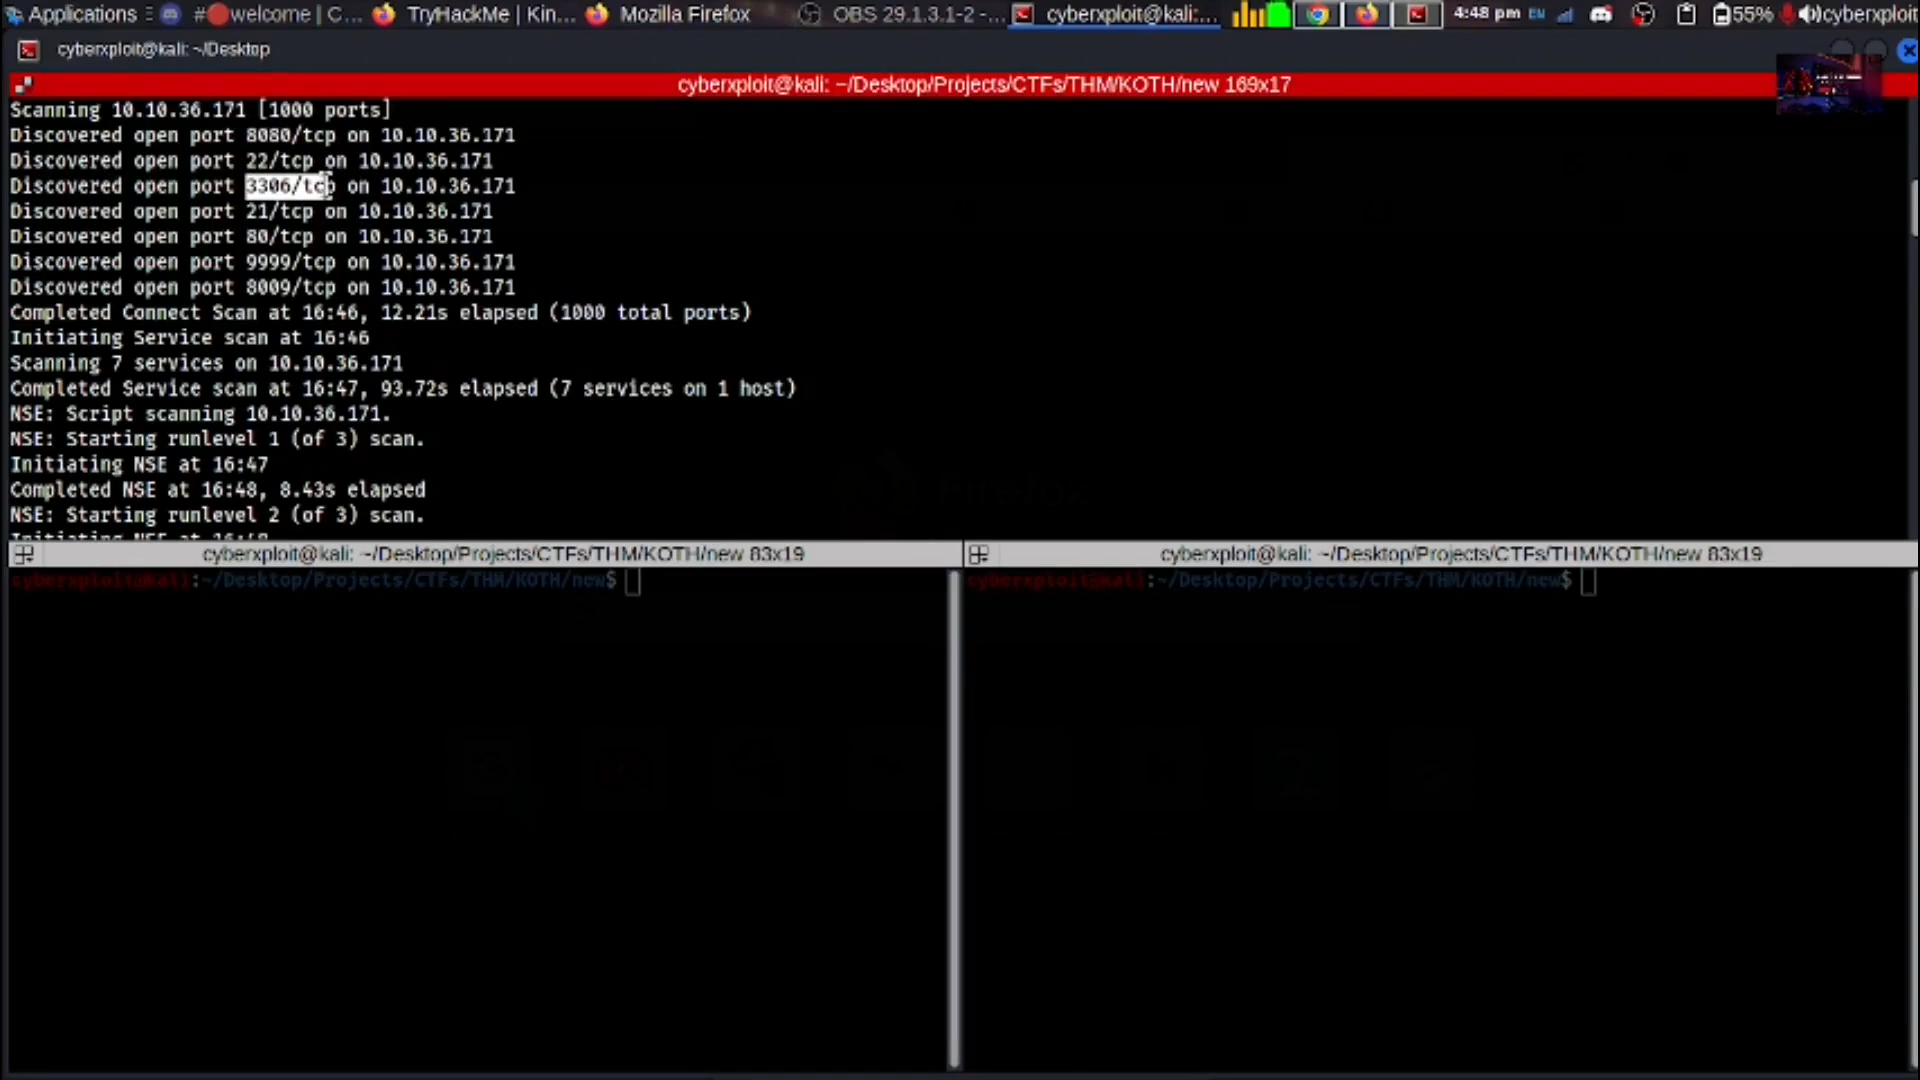 Applications
#🔴welcome | C...
TryHackMe | Kin...
Mozilla Firefox
OBS 29.1.3.1-2 -...
cyberxploit@kali:...
4:48 pm
EN
55%
cyberxploit
cyberxploit@kali: ~/Desktop
cyberxploit@kali: ~/Desktop/Projects/CTFs/THM/KOTH/new 169x17
Scanning 10.10.36.171 [1000 ports]
Discovered open port 8080/tcp on 10.10.36.171
Discovered open port 22/tcp on 10.10.36.171
Discovered open port 3306/tcp on 10.10.36.171
Discovered open port 21/tcp on 10.10.36.171
Discovered open port 80/tcp on 10.10.36.171
Discovered open port 9999/tcp on 10.10.36.171
Discovered open port 8009/tcp on 10.10.36.171
Completed Connect Scan at 16:46, 12.21s elapsed (1000 total ports)
Initiating Service scan at 16:46
Scanning 7 services on 10.10.36.171
Completed Service scan at 16:47, 93.72s elapsed (7 services on 1 host)
NSE: Script scanning 10.10.36.171.
NSE: Starting runlevel 1 (of 3) scan.
Initiating NSE at 16:47
Completed NSE at 16:48, 8.43s elapsed
NSE: Starting runlevel 2 (of 3) scan.
Initiating NSE at 16:48
cyberxploit@kali: ~/Desktop/Projects/CTFs/THM/KOTH/new 83x19
cyberxploit@kali:~/Desktop/Projects/CTFs/THM/KOTH/new$
cyberxploit@kali: ~/Desktop/Projects/CTFs/THM/KOTH/new 83x19
cyberxploit@kali:~/Desktop/Projects/CTFs/THM/KOTH/new$